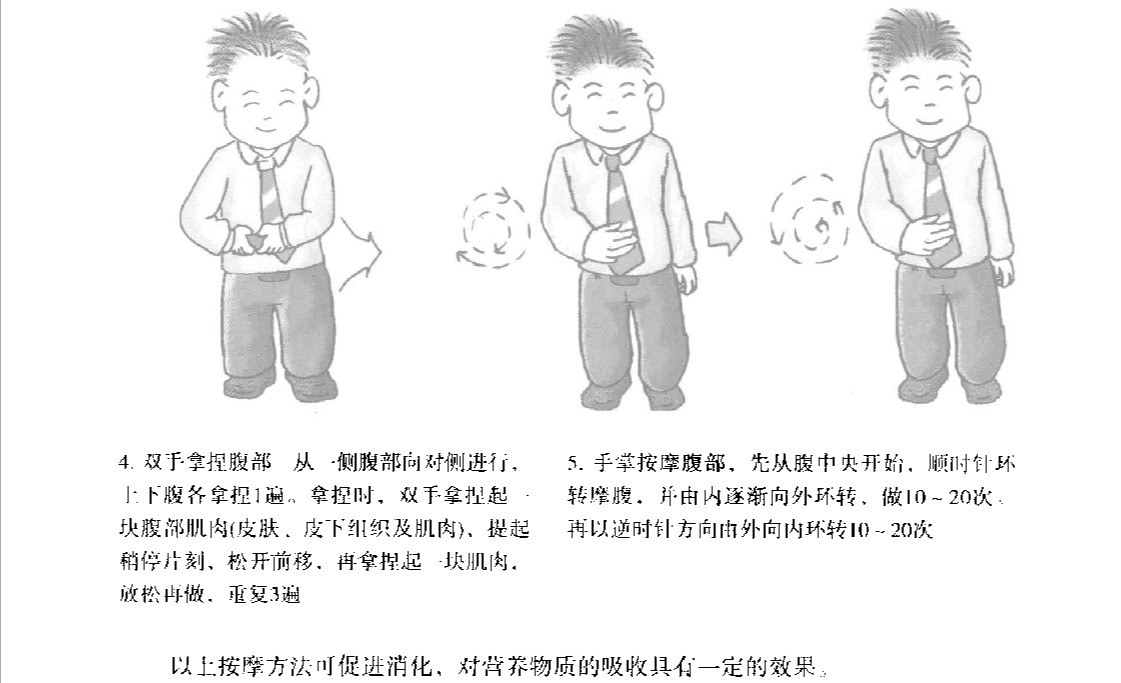 4. 双手拿捏腹部 从一侧腹部向对侧进行，
上下腹各拿捏1遍。拿捏时，双手拿捏起一
块腹部肌肉(皮肤、皮下组织及肌肉)，提起
稍停片刻，松开前移，再拿捏起一块肌肉，
放松再做，重复3遍
5. 手掌按摩腹部，先从腹中央开始，顺时针环
转摩腹，并由内逐渐向外环转，做10～20次。
再以逆时针方向由外向内环转10～20次
以上按摩方法可促进消化，对营养物质的吸收具有一定的效果。